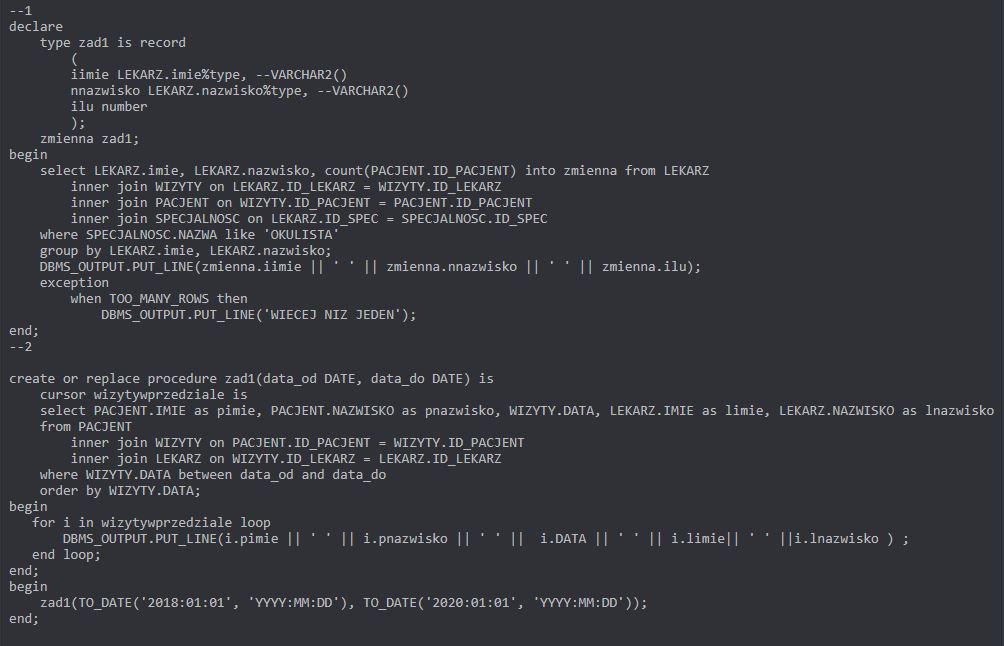 --1
declare
    type zad1 is record
        (
        iimie LEKARZ.imie%type, --VARCHAR2()
        nnazwisko LEKARZ.nazwisko%type, --VARCHAR2()
        ilu number
        );
    zmienna zad1;
begin
    select LEKARZ.imie, LEKARZ.nazwisko, count(PACJENT.ID_PACJENT) into zmienna from LEKARZ
        inner join WIZYTY on LEKARZ.ID_LEKARZ = WIZYTY.ID_LEKARZ
        inner join PACJENT on WIZYTY.ID_PACJENT = PACJENT.ID_PACJENT
        inner join SPECJALNOSC on LEKARZ.ID_SPEC = SPECJALNOSC.ID_SPEC
    where SPECJALNOSC.NAZWA like 'OKULISTA'
    group by LEKARZ.imie, LEKARZ.nazwisko;
    DBMS_OUTPUT.PUT_LINE(zmienna.iimie || ' ' || zmienna.nnazwisko || ' ' || zmienna.ilu);
    exception
        when TOO_MANY_ROWS then
            DBMS_OUTPUT.PUT_LINE('WIECEJ NIZ JEDEN');
end;
--2

create or replace procedure zad1(data_od DATE, data_do DATE) is
    cursor wizytywprzedziale is
    select PACJENT.IMIE as pimie, PACJENT.NAZWISKO as pnazwisko, WIZYTY.DATA, LEKARZ.IMIE as limie, LEKARZ.NAZWISKO as lnazwisko
    from PACJENT
        inner join WIZYTY on PACJENT.ID_PACJENT = WIZYTY.ID_PACJENT
        inner join LEKARZ on WIZYTY.ID_LEKARZ = LEKARZ.ID_LEKARZ
    where WIZYTY.DATA between data_od and data_do
    order by WIZYTY.DATA;
begin
   for i in wizytywprzedziale loop
       DBMS_OUTPUT.PUT_LINE(i.pimie || ' ' || i.pnazwisko || ' ' ||  i.DATA || ' ' || i.limie|| ' ' ||i.lnazwisko ) ;
   end loop;
end;
begin
    zad1(TO_DATE('2018:01:01', 'YYYY:MM:DD'), TO_DATE('2020:01:01', 'YYYY:MM:DD'));
end;